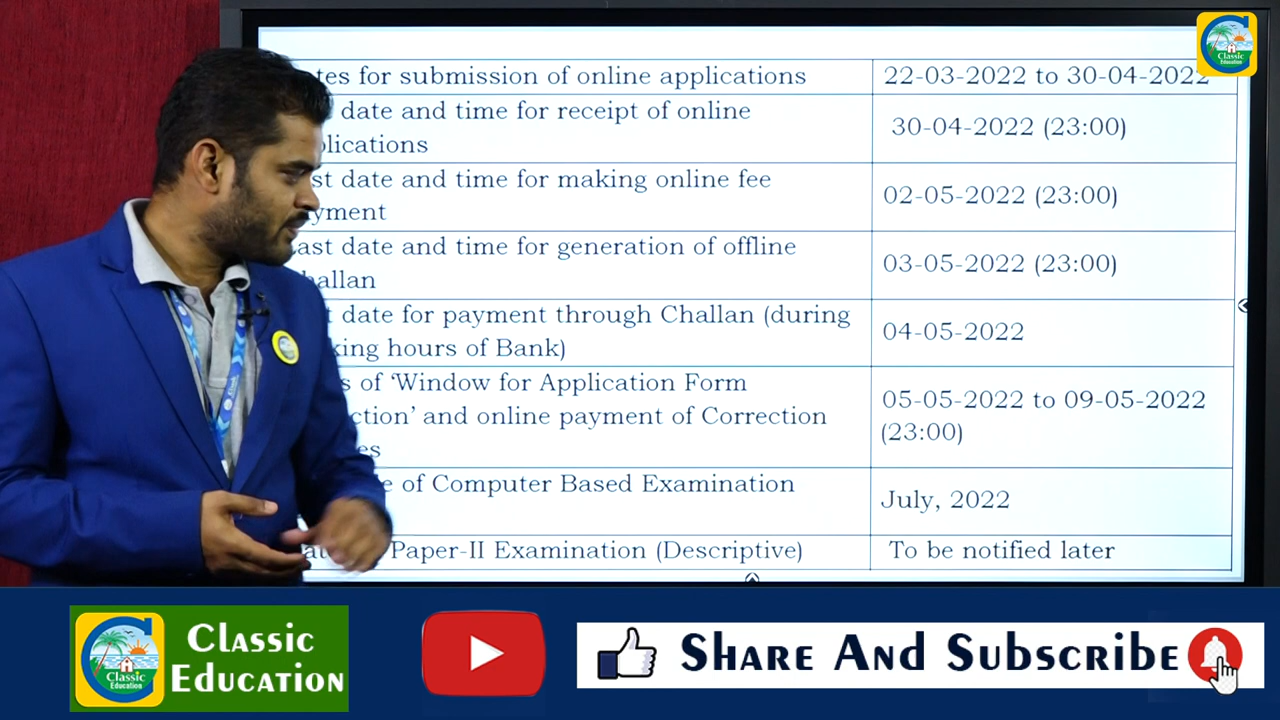 Classic
Education
tes for submission of online applications
22-03-2022 to 30-04-2022
date and time for receipt of online
plications
30-04-2022 (23:00)
st date and time for making online fee
yment
02-05-2022 (23:00)
ast date and time for generation of offline
hallan
03-05-2022 (23:00)
date for payment through Challan (during
king hours of Bank)
04-05-2022
s of ‘Window for Application Form
ction’ and online payment of Correction
es
05-05-2022 to 09-05-2022
(23:00)
e of Computer Based Examination
July, 2022
Paper-II Examination (Descriptive)
To be notified later
Classic
Education
Classic
Education
Share And Subscribe